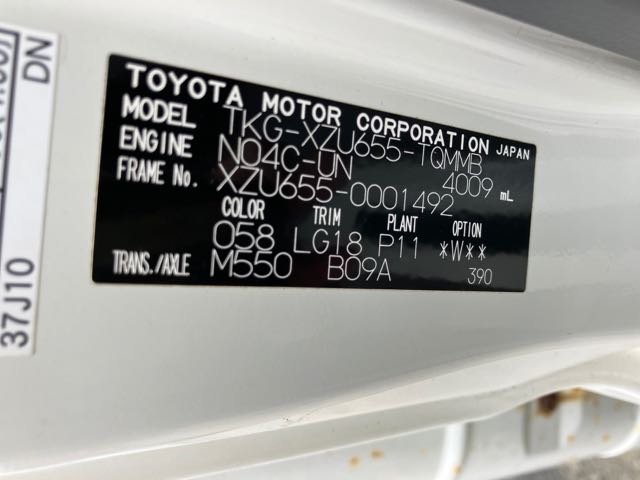 TOYOTA MOTOR CORPORATION JAPAN
MODEL TKG-XZU655-TQMMB
ENGINE N04C-UN 4009 mL
FRAME No. XZU655-0001492
COLOR TRIM PLANT OPTION
058 LG18 P11 *W**
TRANS./AXLE M550 B09A 390
DN
37J10